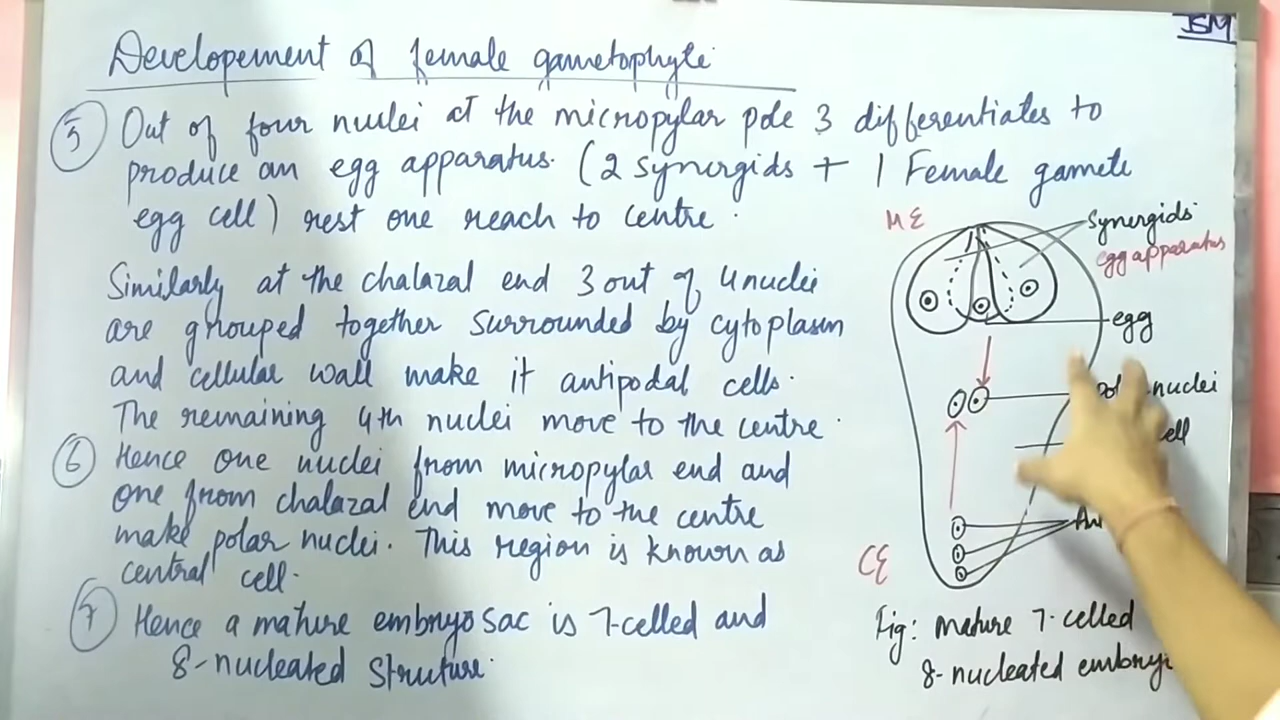 JSM
Developement of female gametophyte
5 Out of four nuclei at the micropylar pole 3 differentiates to
produce an egg apparatus. (2 synergids + 1 Female gamete
egg cell) rest one reach to centre.
Similarly at the chalazal end 3 out of 4 nuclei
are grouped together surrounded by cytoplasm
and cellular wall make it antipodal cells.
The remaining 4th nuclei move to the centre.
6 Hence one nuclei from micropylar end and
one from chalazal end move to the centre
make polar nuclei. This region is known as
central cell.
7 Hence a mature embryo sac is 7-celled and
8-nucleated structure.
ME
Synergids
egg apparatus
egg
nuclei
CE
Fig: mature 7-celled
8-nucleated